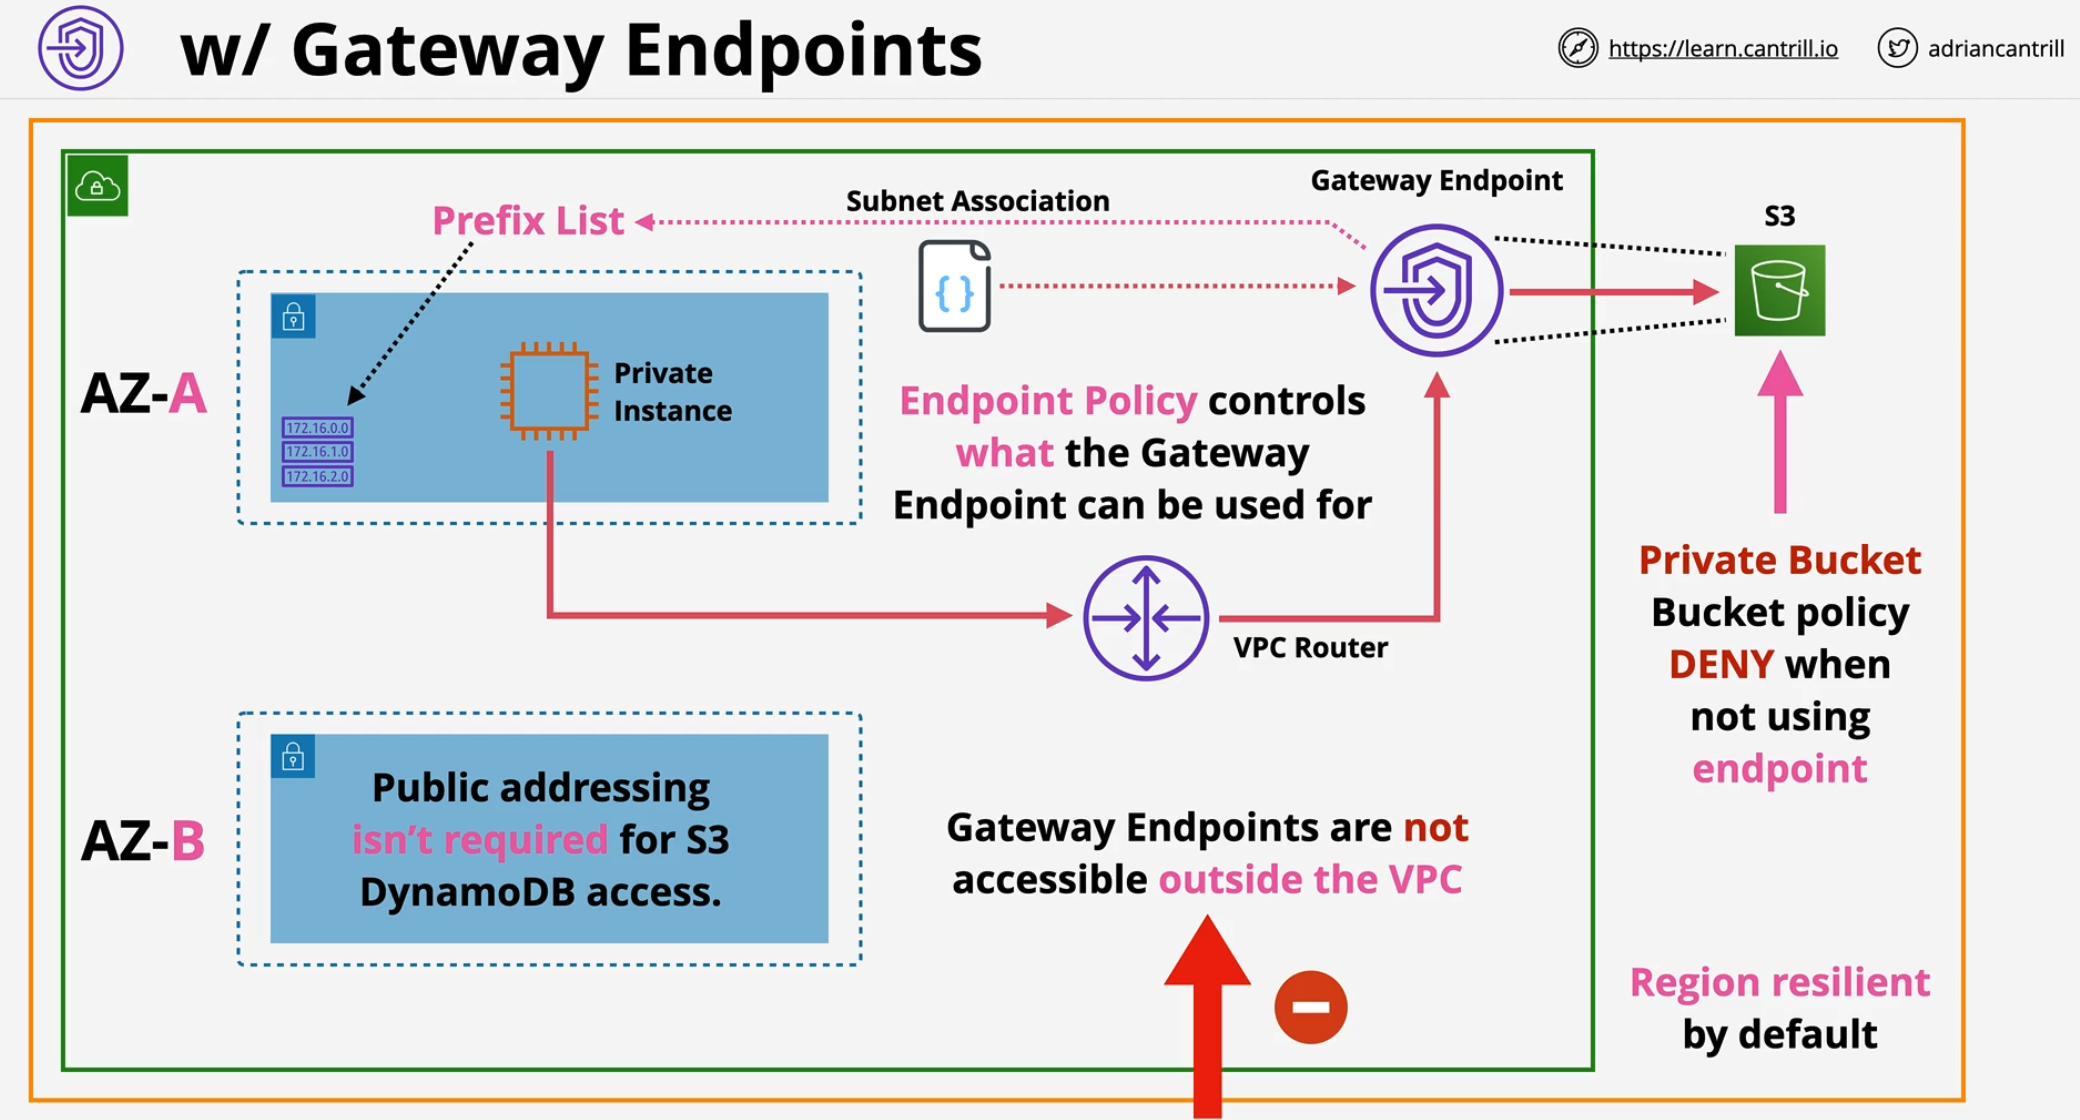 w/ Gateway Endpoints
https://learn.cantrill.io
adriancantrill
Gateway Endpoint
Subnet Association
Prefix List
S3
{ }
AZ-A
Private
Instance
172.16.0.0
172.16.1.0
172.16.2.0
Endpoint Policy controls
what the Gateway
Endpoint can be used for
VPC Router
Private Bucket
Bucket policy
DENY when
not using
endpoint
AZ-B
Public addressing
isn't required for S3
DynamoDB access.
Gateway Endpoints are not
accessible outside the VPC
Region resilient
by default